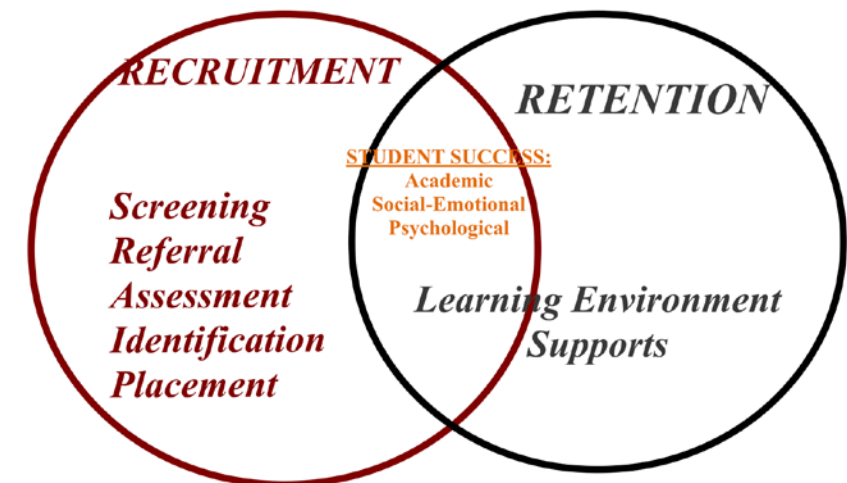 RECRUITMENT
Screening
Referral
Assessment
Identification
Placement
STUDENT SUCCESS:
Academic
Social-Emotional
Psychological
RETENTION
Learning Environment
Supports